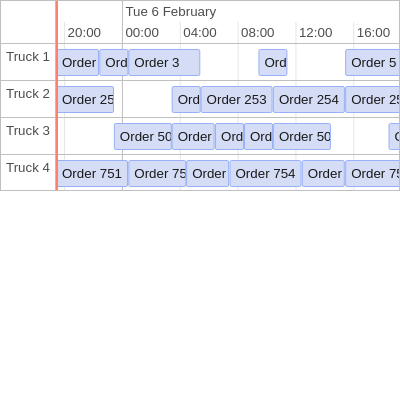 Tue 6 February
20:00 00:00 04:00 08:00 12:00 16:00
Truck 1 Order Ord Order 3 Ord Order 5
Truck 2 Order 25 Ord Order 253 Order 254 Order 25
Truck 3 Order 50 Order Ord Ord Order 50
Truck 4 Order 751 Order 75 Order Order 754 Order Order 75